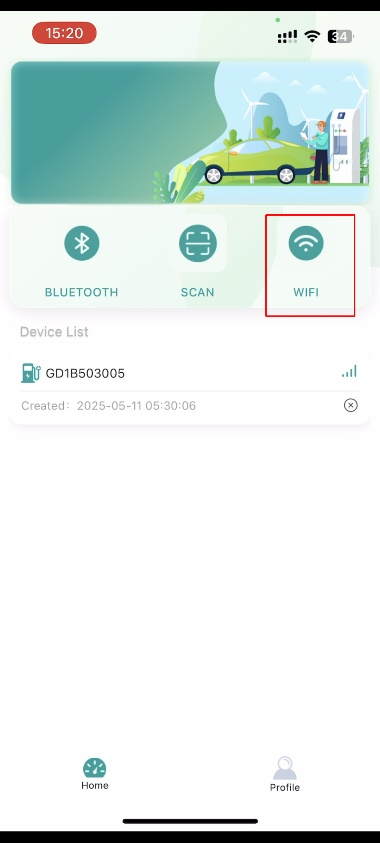 15:20
34
BLUETOOTH
SCAN
WIFI
Device List
GD1B503005
Created： 2025-05-11 05:30:06
Home
Profile